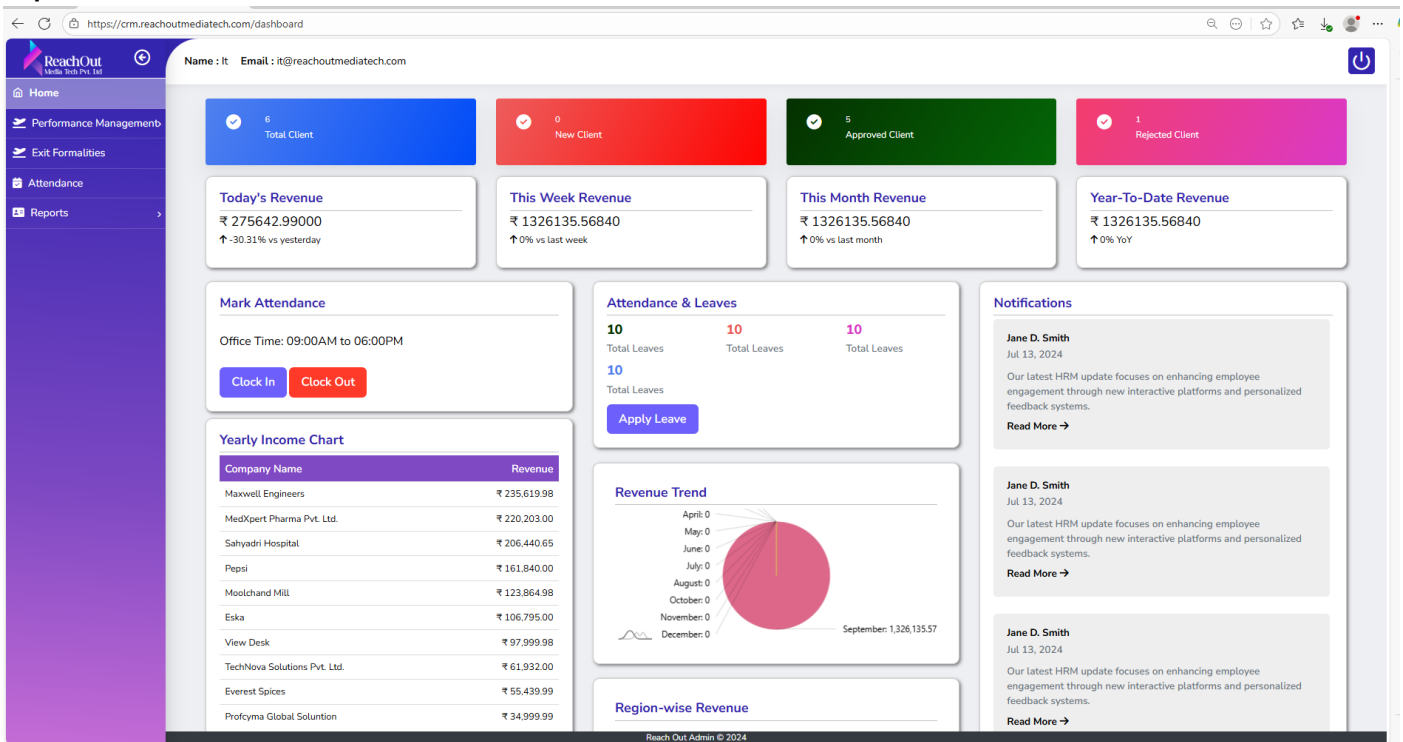 https://crm.reachoutmediatech.com/dashboard
ReachOut
Media Tech Pvt. Ltd
Name : It Email : it@reachoutmediatech.com
Home
Performance Management
Exit Formalities
Attendance
Reports
6
Total Client
0
New Client
5
Approved Client
1
Rejected Client
Today's Revenue
₹ 275642.99000
-30.31% vs yesterday
This Week Revenue
₹ 1326135.56840
0% vs last week
This Month Revenue
₹ 1326135.56840
0% vs last month
Year-To-Date Revenue
₹ 1326135.56840
0% YoY
Mark Attendance
Office Time: 09:00AM to 06:00PM
Clock In Clock Out
Yearly Income Chart
Company Name Revenue
Maxwell Engineers ₹ 235,619.98
MedXpert Pharma Pvt. Ltd. ₹ 220,203.00
Sahyadri Hospital ₹ 206,440.65
Pepsi ₹ 161,840.00
Moolchand Mill ₹ 123,864.98
Eska ₹ 106,795.00
View Desk ₹ 97,999.98
TechNova Solutions Pvt. Ltd. ₹ 61,932.00
Everest Spices ₹ 55,439.99
Profcyma Global Soluntion ₹ 34,999.99
Attendance & Leaves
10 10 10
Total Leaves Total Leaves Total Leaves
10
Total Leaves
Apply Leave
Revenue Trend
April: 0
May: 0
June: 0
July: 0
August: 0
October: 0
November: 0
December: 0
September: 1,326,135.57
Region-wise Revenue
Notifications
Jane D. Smith
Jul 13, 2024
Our latest HRM update focuses on enhancing employee
engagement through new interactive platforms and personalized
feedback systems.
Read More →
Jane D. Smith
Jul 13, 2024
Our latest HRM update focuses on enhancing employee
engagement through new interactive platforms and personalized
feedback systems.
Read More →
Jane D. Smith
Jul 13, 2024
Our latest HRM update focuses on enhancing employee
engagement through new interactive platforms and personalized
feedback systems.
Read More →
Reach Out Admin © 2024